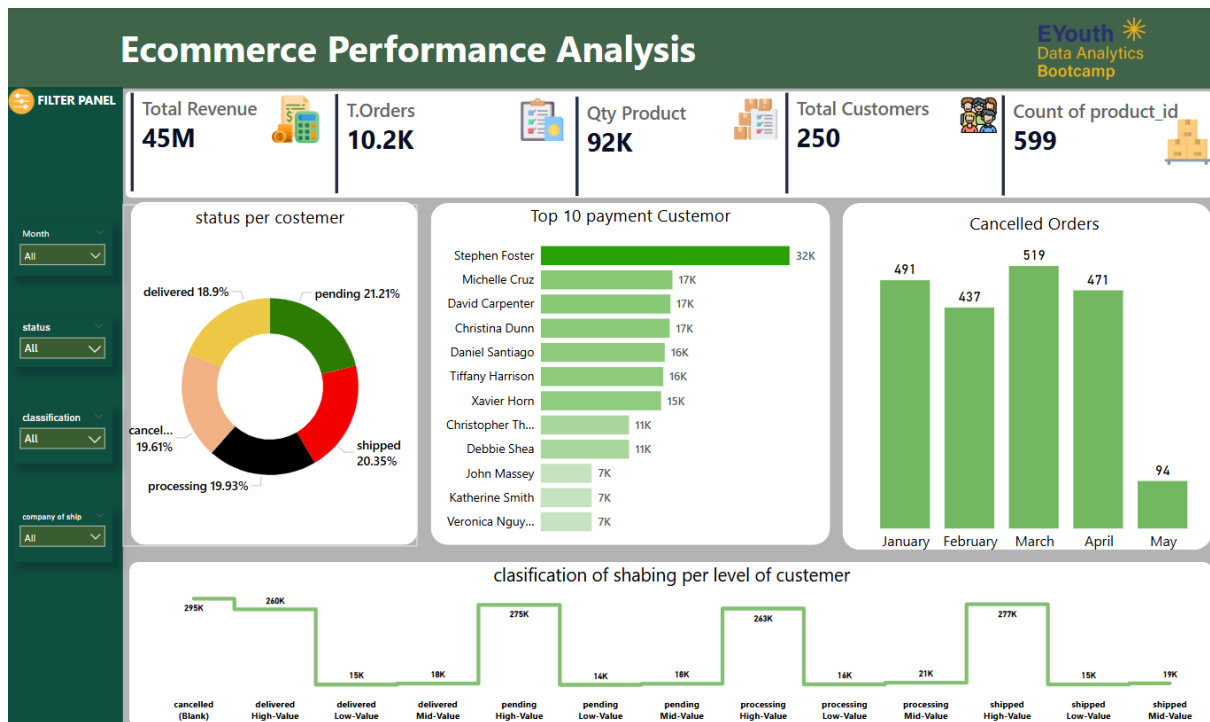 Ecommerce Performance Analysis
EYouth
Data Analytics
Bootcamp
FILTER PANEL
Month
All
status
All
classification
All
company of ship
All
Total Revenue
45M
T.Orders
10.2K
Qty Product
92K
Total Customers
250
Count of product_id
599
status per costemer
delivered 18.9%
pending 21.21%
cancel...
19.61%
shipped
20.35%
processing 19.93%
Top 10 payment Custemor
Stephen Foster 32K
Michelle Cruz 17K
David Carpenter 17K
Christina Dunn 17K
Daniel Santiago 16K
Tiffany Harrison 16K
Xavier Horn 15K
Christopher Th... 11K
Debbie Shea 11K
John Massey 7K
Katherine Smith 7K
Veronica Nguy... 7K
Cancelled Orders
491 437 519 471 94
January February March April May
clasification of shabing per level of custemer
295K 260K 15K 18K 275K 14K 18K 263K 16K 21K 277K 15K 19K
cancelled delivered delivered delivered pending pending pending processing processing processing shipped shipped shipped
(Blank) High-Value Low-Value Mid-Value High-Value Low-Value Mid-Value High-Value Low-Value Mid-Value High-Value Low-Value Mid-Value